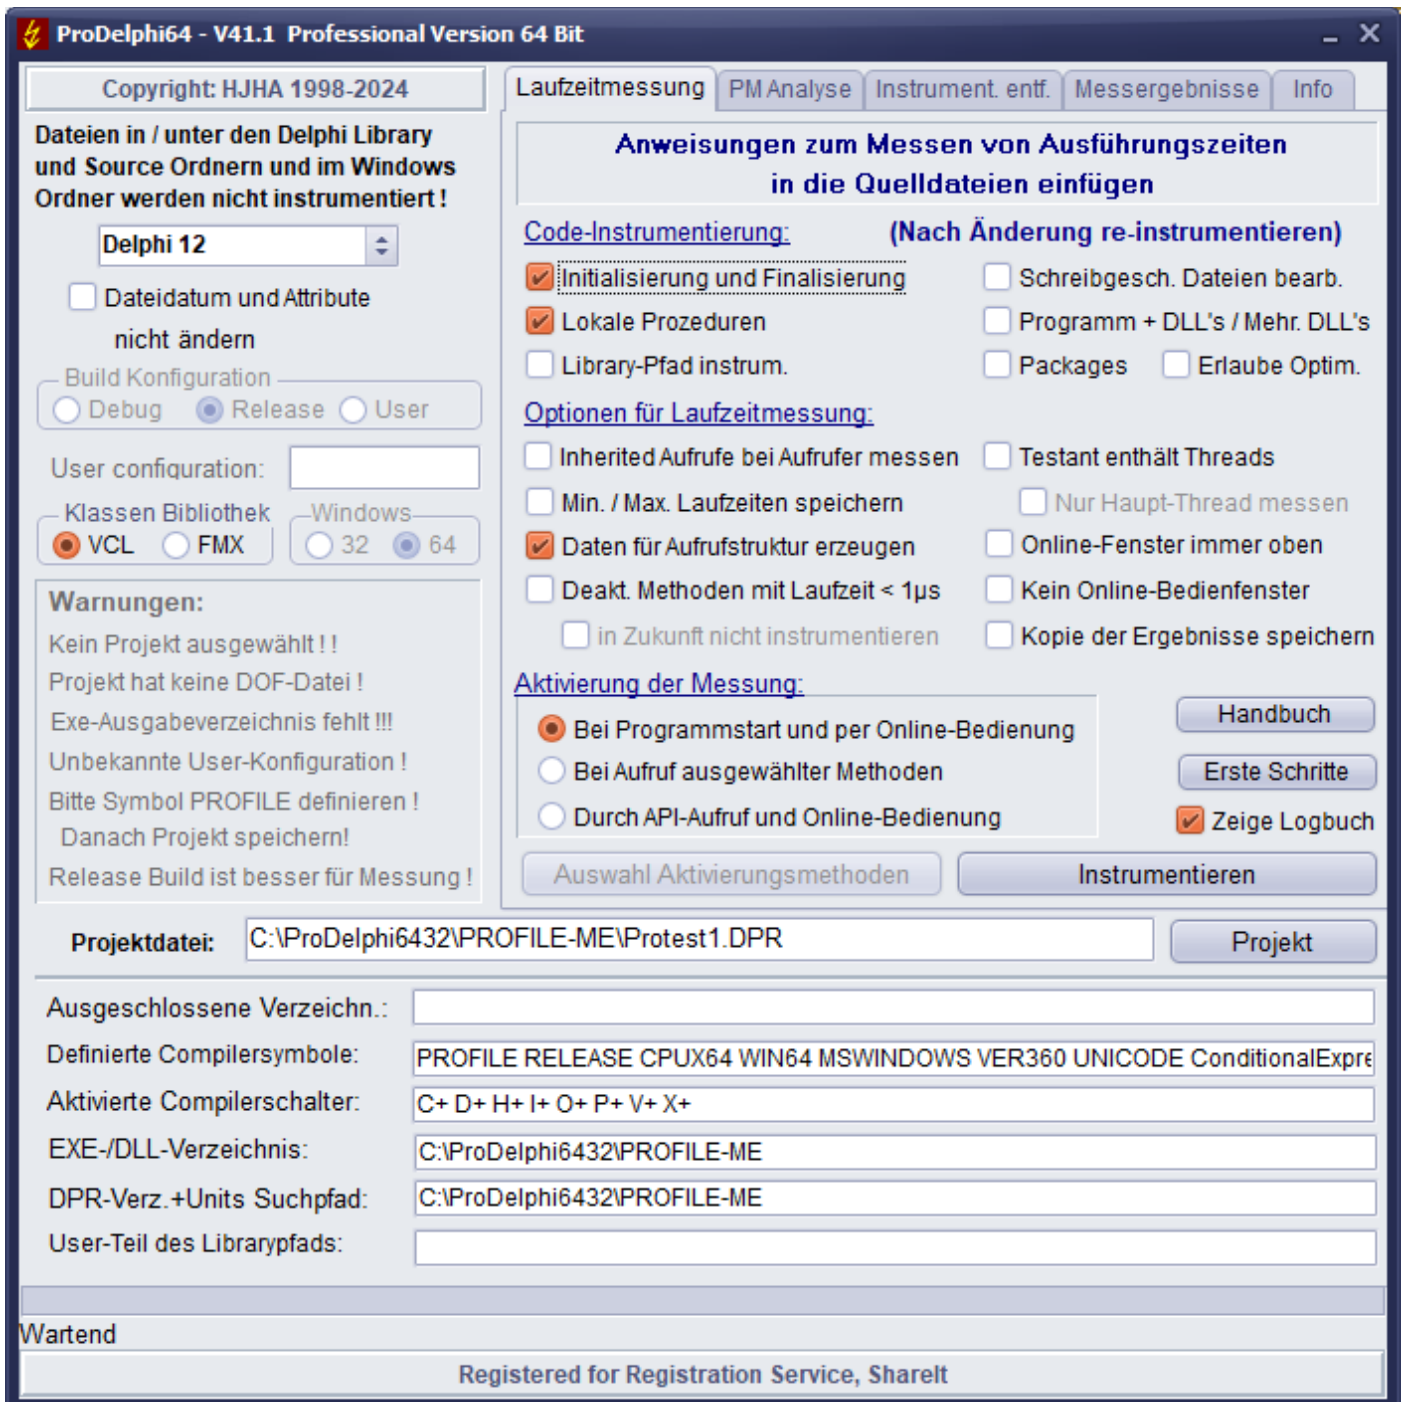 ProDelphi64 - V41.1 Professional Version 64 Bit
Copyright: HJHA 1998-2024
Dateien in / unter den Delphi Library
und Source Ordnern und im Windows
Ordner werden nicht instrumentiert !
Delphi 12
Dateidatum und Attribute
nicht ändern
Build Konfiguration
Debug Release User
User configuration:
Klassen Bibliothek
VCL FMX
Windows
32 64
Warnungen:
Kein Projekt ausgewählt ! !
Projekt hat keine DOF-Datei !
Exe-Ausgabeverzeichnis fehlt !!!
Unbekannte User-Konfiguration !
Bitte Symbol PROFILE definieren !
Danach Projekt speichern!
Release Build ist besser für Messung !
Laufzeitmessung PM Analyse Instrument. entf. Messergebnisse Info
Anweisungen zum Messen von Ausführungszeiten
in die Quelldateien einfügen
Code-Instrumentierung: (Nach Änderung re-instrumentieren)
Initialisierung und Finalisierung Schreibgesch. Dateien bearb.
Lokale Prozeduren Programm + DLL's / Mehr. DLL's
Library-Pfad instrum. Packages Erlaube Optim.
Optionen für Laufzeitmessung:
Inherited Aufrufe bei Aufrufer messen Testant enthält Threads
Min. / Max. Laufzeiten speichern Nur Haupt-Thread messen
Daten für Aufrufstruktur erzeugen Online-Fenster immer oben
Deakt. Methoden mit Laufzeit < 1µs Kein Online-Bedienfenster
in Zukunft nicht instrumentieren Kopie der Ergebnisse speichern
Aktivierung der Messung:
Bei Programmstart und per Online-Bedienung
Bei Aufruf ausgewählter Methoden
Durch API-Aufruf und Online-Bedienung
Handbuch
Erste Schritte
Zeige Logbuch
Auswahl Aktivierungsmethoden Instrumentieren
Projektdatei: C:\ProDelphi6432\PROFILE-ME\Protest1.DPR Projekt
Ausgeschlossene Verzeichn.:
Definierte Compilersymbole: PROFILE RELEASE CPUX64 WIN64 MSWINDOWS VER360 UNICODE ConditionalExpre
Aktivierte Compilerschalter: C+ D+ H+ I+ O+ P+ V+ X+
EXE-/DLL-Verzeichnis: C:\ProDelphi6432\PROFILE-ME
DPR-Verz.+Units Suchpfad: C:\ProDelphi6432\PROFILE-ME
User-Teil des Librarypfads:
Wartend
Registered for Registration Service, ShareIt